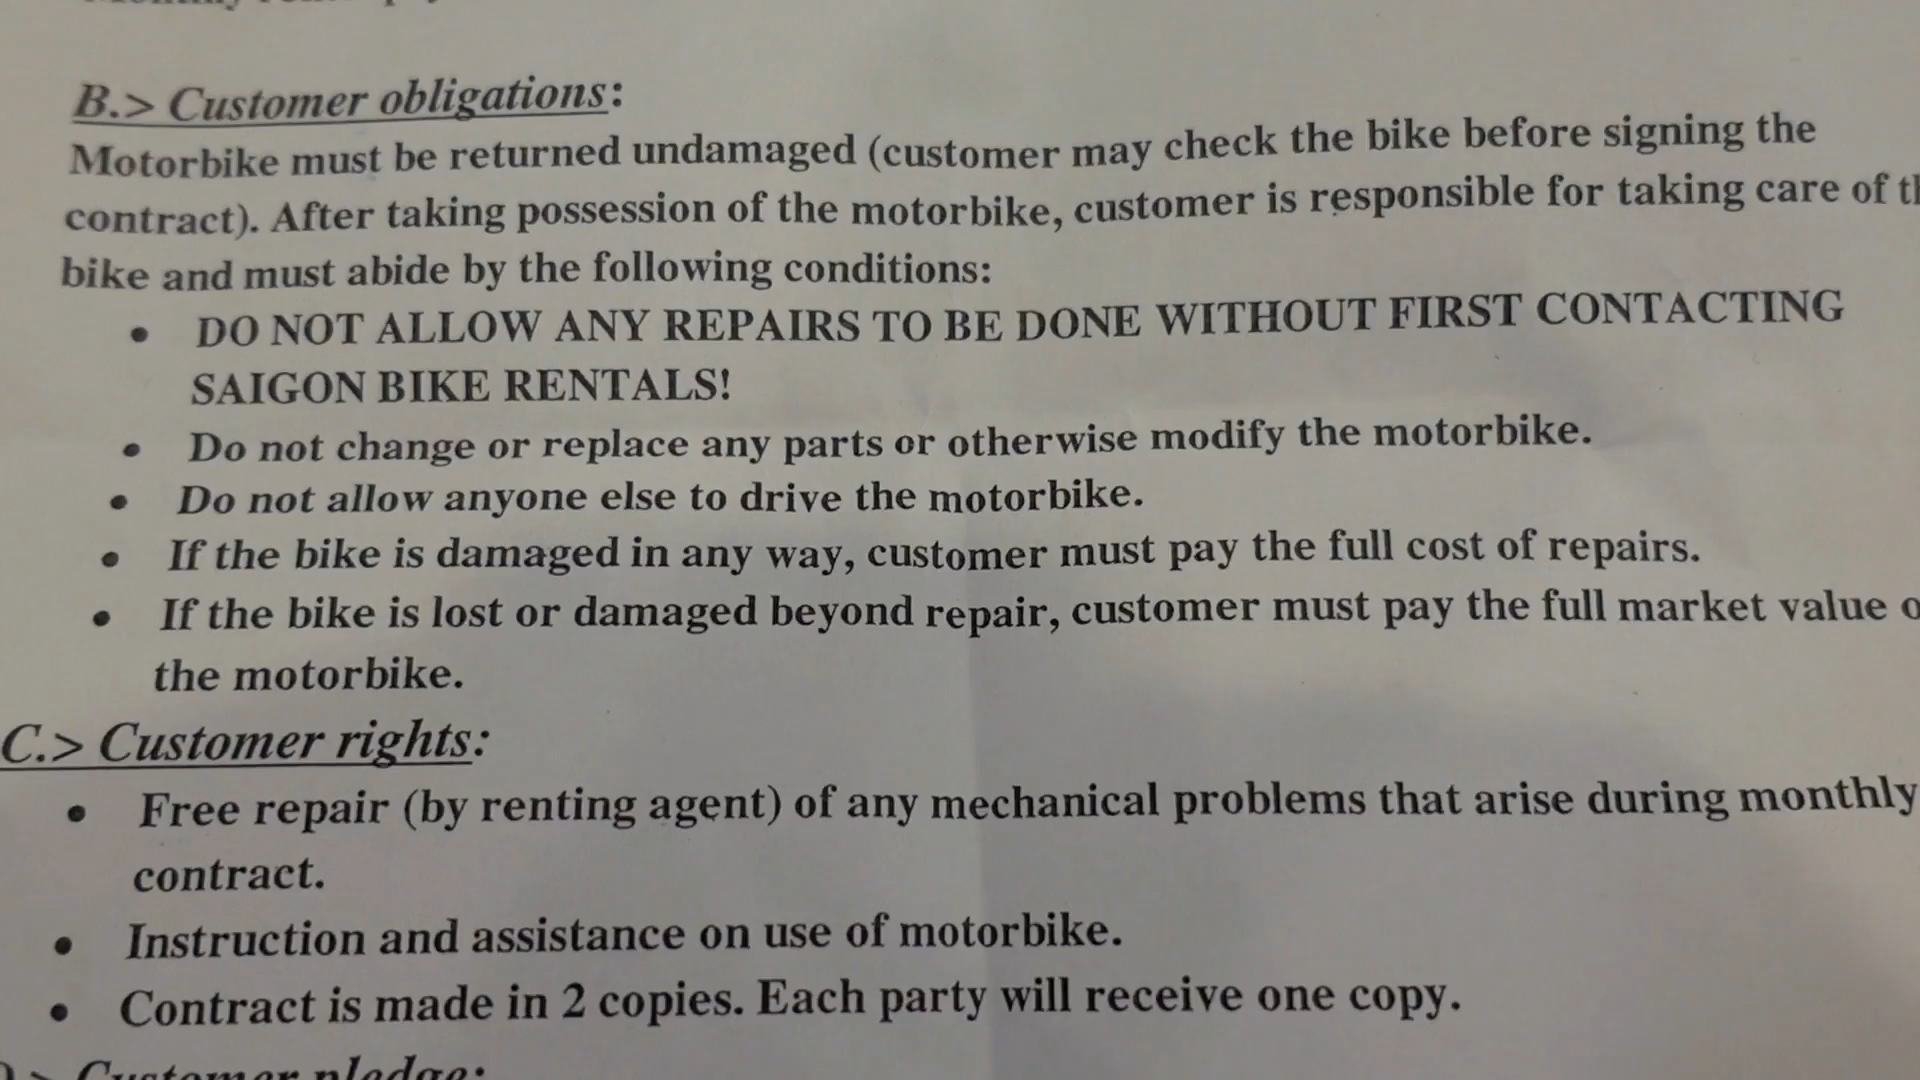 B.> Customer obligations:
Motorbike must be returned undamaged (customer may check the bike before signing the
contract). After taking possession of the motorbike, customer is responsible for taking care of
bike and must abide by the following conditions:
• DO NOT ALLOW ANY REPAIRS TO BE DONE WITHOUT FIRST CONTACTING
SAIGON BIKE RENTALS!
• Do not change or replace any parts or otherwise modify the motorbike.
• Do not allow anyone else to drive the motorbike.
• If the bike is damaged in any way, customer must pay the full cost of repairs.
• If the bike is lost or damaged beyond repair, customer must pay the full market value
the motorbike.
C.> Customer rights:
• Free repair (by renting agent) of any mechanical problems that arise during monthly
contract.
• Instruction and assistance on use of motorbike.
• Contract is made in 2 copies. Each party will receive one copy.
Customer pledge: